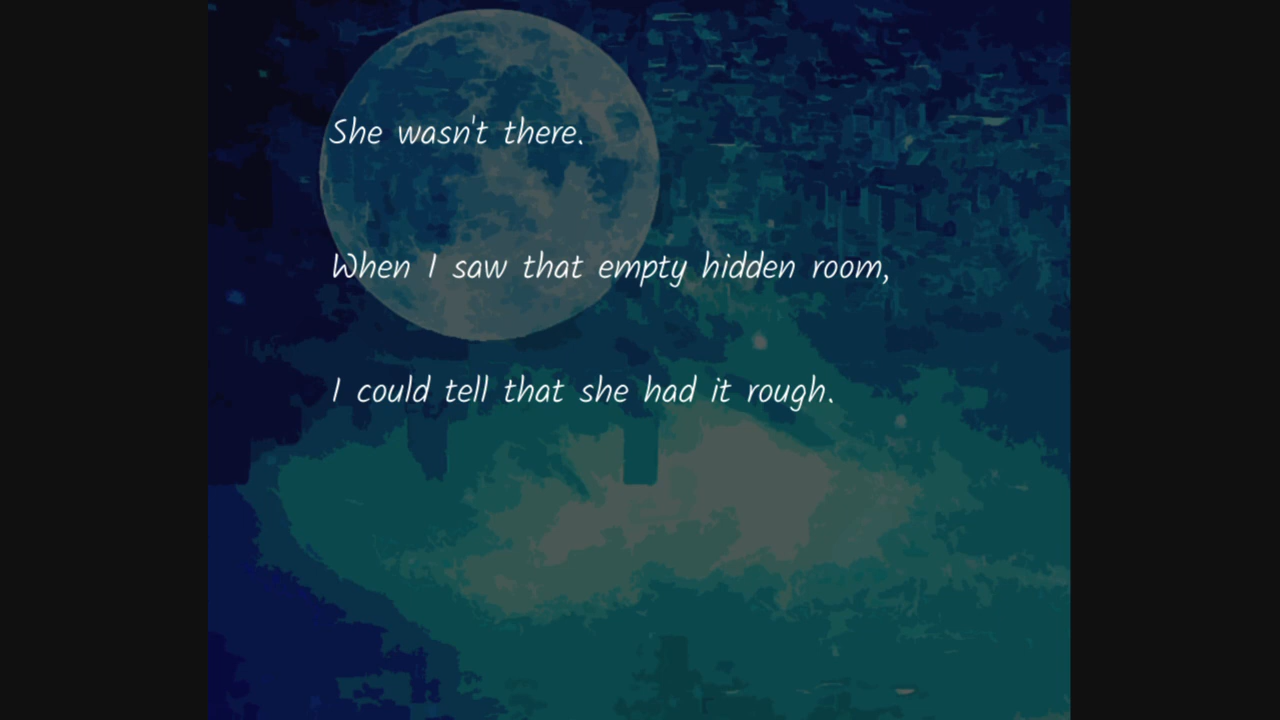 She wasn't there.
When I saw that empty hidden room,
I could tell that she had it rough.